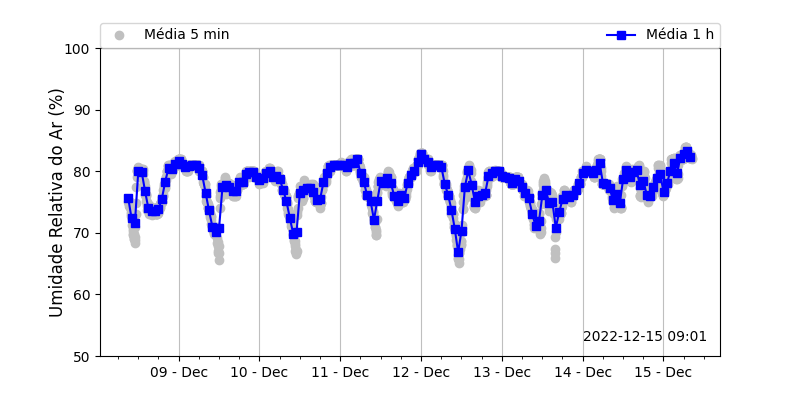 Média 5 min
Média 1 h
100
90
80
70
60
50
Umidade Relativa do Ar (%)
2022-12-15 09:01
09 - Dec
10 - Dec
11 - Dec
12 - Dec
13 - Dec
14 - Dec
15 - Dec